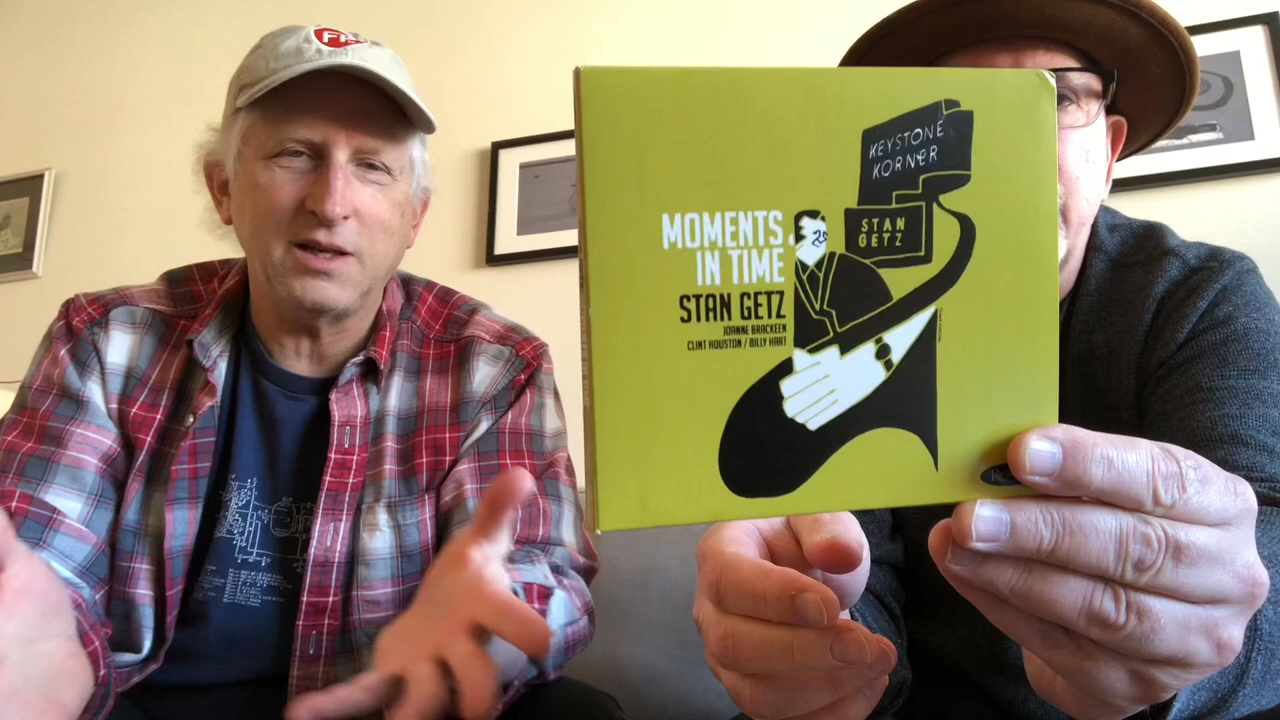 MOMENTS
IN TIME
STAN GETZ
JOANNE BRACKEEN
CLINT HOUSTON / BILLY HART
KEYSTONE
KORNER
STAN
GETZ